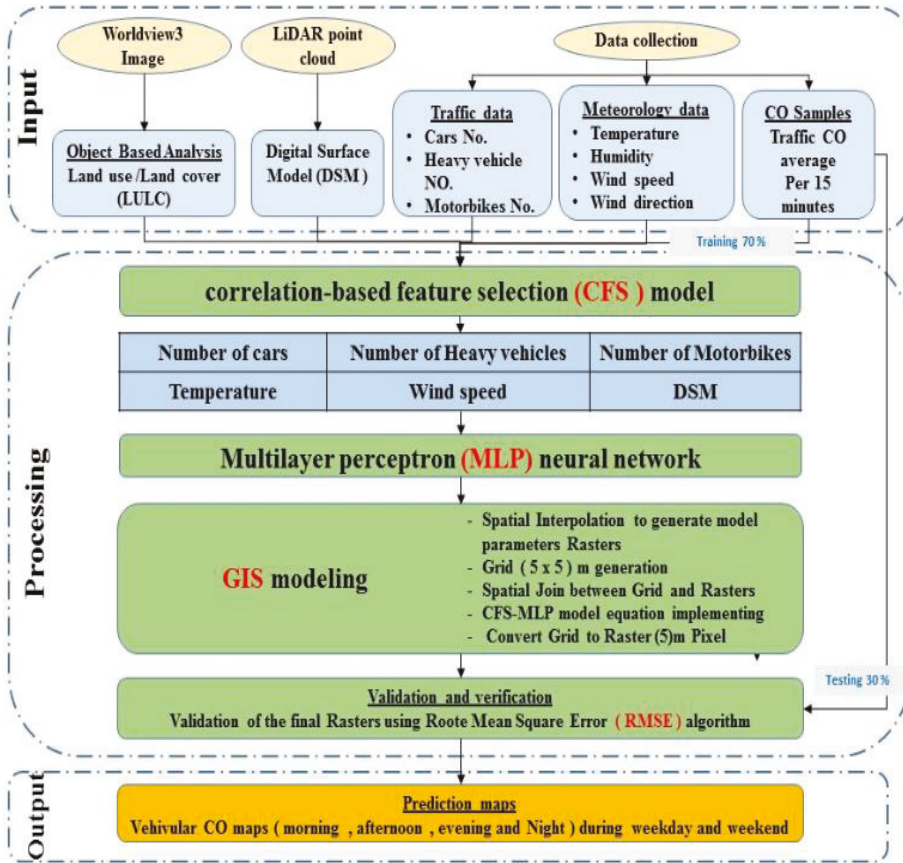 Input
Worldview3
Image
LiDAR point
cloud
Data collection
Object Based Analysis
Land use /Land cover
(LULC)
Digital Surface
Model (DSM )
Traffic data
• Cars No.
• Heavy vehicle
NO.
• Motorbikes No.
Meteorology data
• Temperature
• Humidity
• Wind speed
• Wind direction
CO Samples
Traffic CO
average
Per 15
minutes
Training 70 %
Processing
correlation-based feature selection (CFS ) model
Number of cars
Number of Heavy vehicles
Number of Motorbikes
Temperature
Wind speed
DSM
Multilayer perceptron (MLP) neural network
GIS modeling
- Spatial Interpolation to generate model
parameters Rasters
- Grid ( 5 x 5 ) m generation
- Spatial Join between Grid and Rasters
- CFS-MLP model equation implementing
- Convert Grid to Raster (5)m Pixel
Testing 30 %
Validation and verification
Validation of the final Rasters using Roote Mean Square Error ( RMSE) algorithm
Output
Prediction maps
Vehivular CO maps ( morning , afternoon , evening and Night ) during weekday and weekend